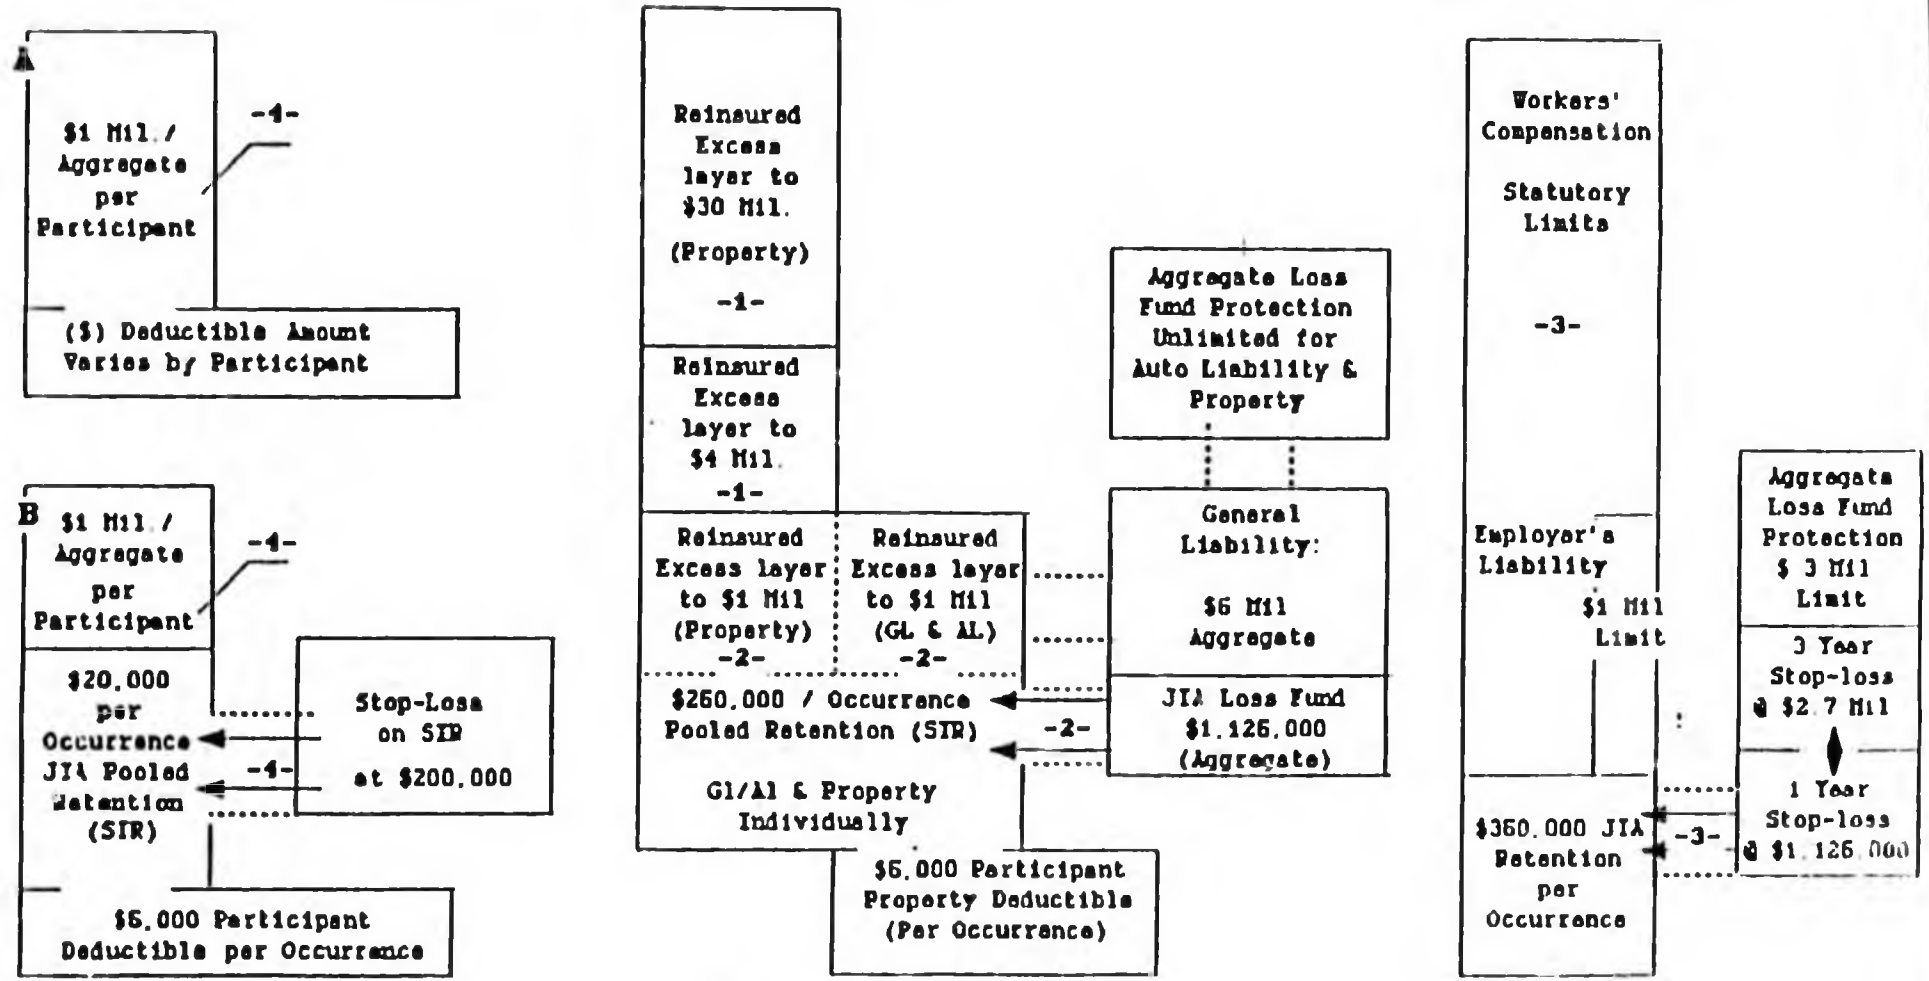 A
$1 Mil./
Aggregate
per
Participant
-4-
($) Deductible Amount
Varies by Participant
B
$1 Mil./
Aggregate
per
Participant
-4-
$20,000
per
Occurrence
JIA Pooled
Retention
(SIR)
-4-
Stop-Loss
on SIR
at $200,000
$5,000 Participant
Deductible per Occurrence
Reinsured
Excess
layer to
$30 Mil.
(Property)
-1-
Reinsured
Excess
layer to
$4 Mil.
-1-
Reinsured
Excess layer
to $1 Mil
(Property)
-2-
Reinsured
Excess layer
to $1 Mil
(GL & AL)
-2-
$250,000 / Occurrence
Pooled Retention (SIR)
Gl/Al & Property
Individually
-2-
$5,000 Participant
Property Deductible
(Per Occurrence)
Aggregate Loss
Fund Protection
Unlimited for
Auto Liability &
Property
General
Liability:
$6 Mil
Aggregate
JIA Loss Fund
$1,125,000
(Aggregate)
Workers'
Compensation
Statutory
Limits
-3-
Employer's
Liability
$1 Mil
Limit
$350,000 JIA
Retention
per
Occurrence
-3-
Aggregate
Loss Fund
Protection
$ 3 Mil
Limit
3 Year
Stop-loss
@ $2.7 Mil
1 Year
Stop-loss
@ $1,125,000